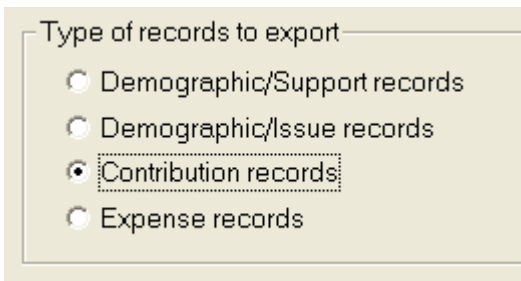 Type of records to export
Demographic/Support records
Demographic/Issue records
Contribution records
Expense records